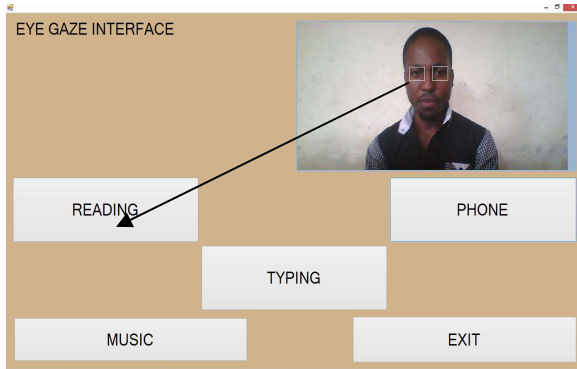 EYE GAZE INTERFACE
READING
PHONE
TYPING
MUSIC
EXIT